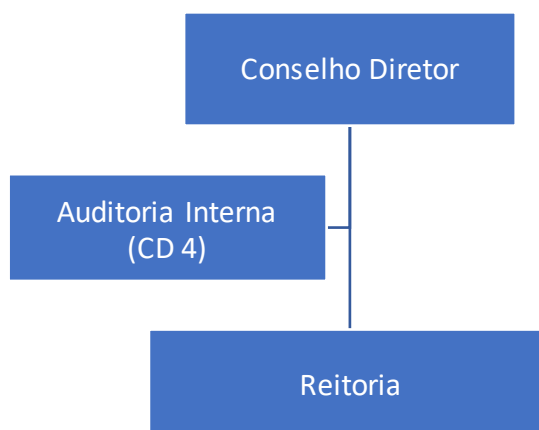 Conselho Diretor
Auditoria Interna
(CD 4)
Reitoria